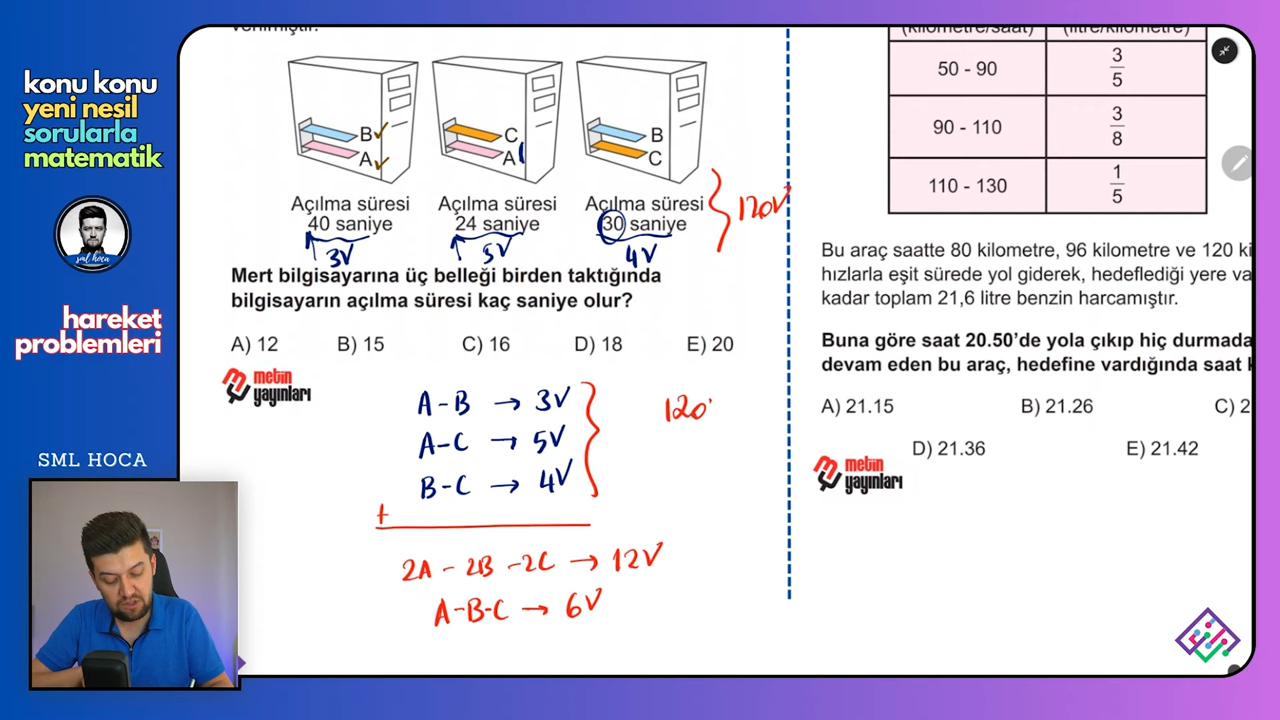 konu konu
yeni nesil
sorularla
matematik
sml hoca
hareket
problemleri
SML HOCA
B
A
C
A
B
C
Açılma süresi
40 saniye
Açılma süresi
24 saniye
Açılma süresi
30 saniye
3V
5V
4V
120V
Mert bilgisayarına üç belleği birden taktığında
bilgisayarın açılma süresi kaç saniye olur?
A) 12 B) 15 C) 16 D) 18 E) 20
metin
yayınları
A-B → 3V
A-C → 5V
B-C → 4V
+
2A - 2B - 2C → 12V
A-B-C → 6V
120
(kilometre/saat) (litre/kilometre)
50 - 90 3/5
90 - 110 3/8
110 - 130 1/5
Bu araç saatte 80 kilometre, 96 kilometre ve 120 ki
hızlarla eşit sürede yol giderek, hedeflediği yere va
kadar toplam 21,6 litre benzin harcamıştır.
Buna göre saat 20.50’de yola çıkıp hiç durmada
devam eden bu araç, hedefine vardığında saat k
A) 21.15 B) 21.26 C) 2
D) 21.36 E) 21.42
metin
yayınları